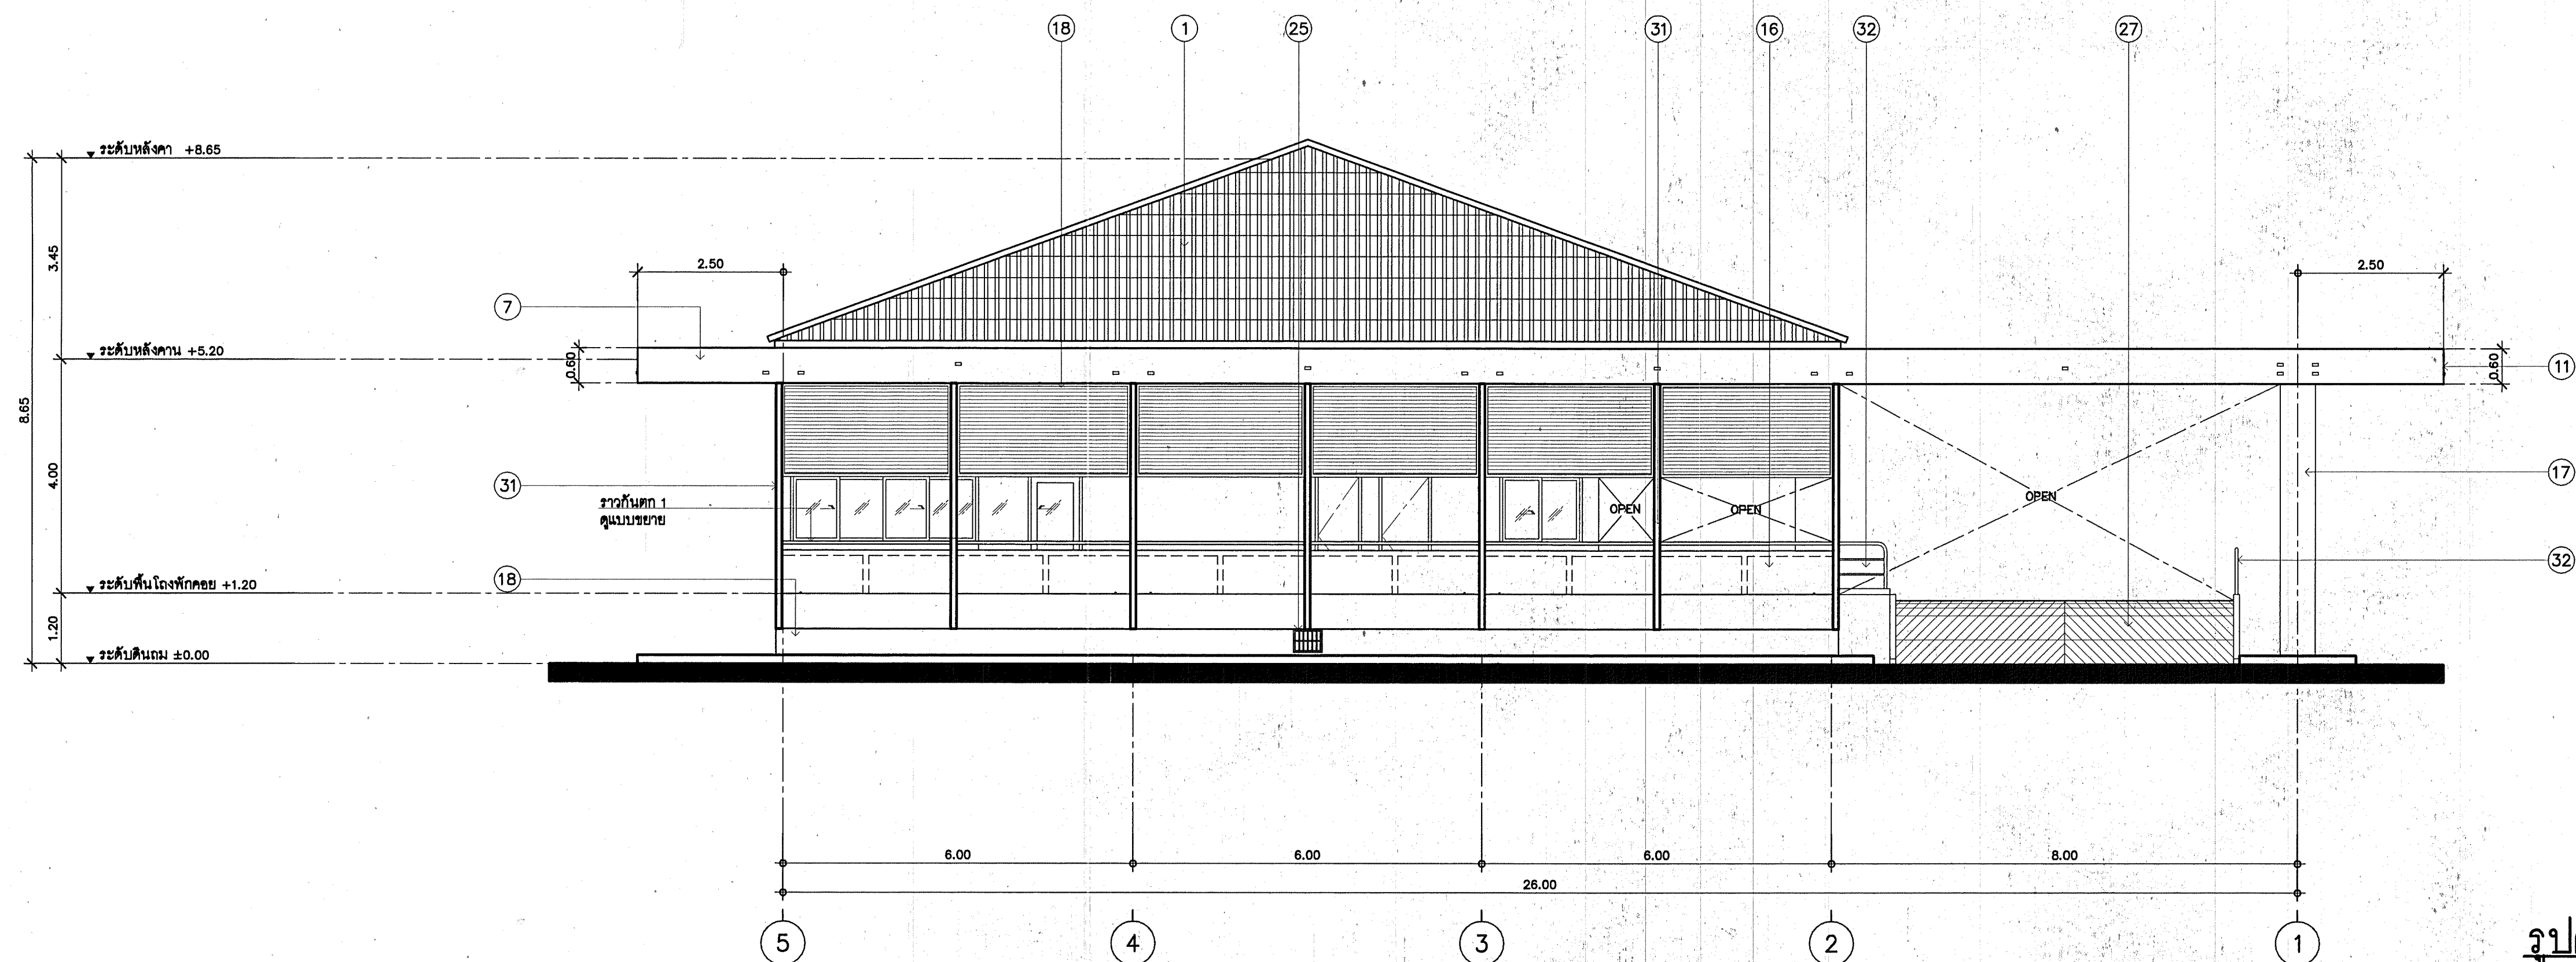 18 1 25 31 16 32 27
ระดับหลังคา +8.65
3.45
2.50
2.50
7
ระดับหลังคาน +5.20
0.60
0.60
11
8.65
4.00
31
ราวกันตก 1
ดูแบบขยาย
OPEN
OPEN
OPEN
17
18
32
ระดับพื้นโถงพักคอย +1.20
1.20
ระดับดินถม ±0.00
6.00 6.00 6.00 8.00
26.00
5 4 3 2 1